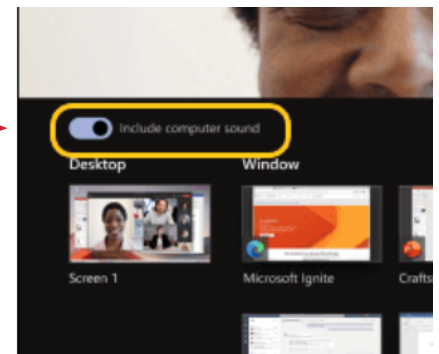 Include computer sound
Desktop Window
Screen 1 Microsoft Ignite Crafts